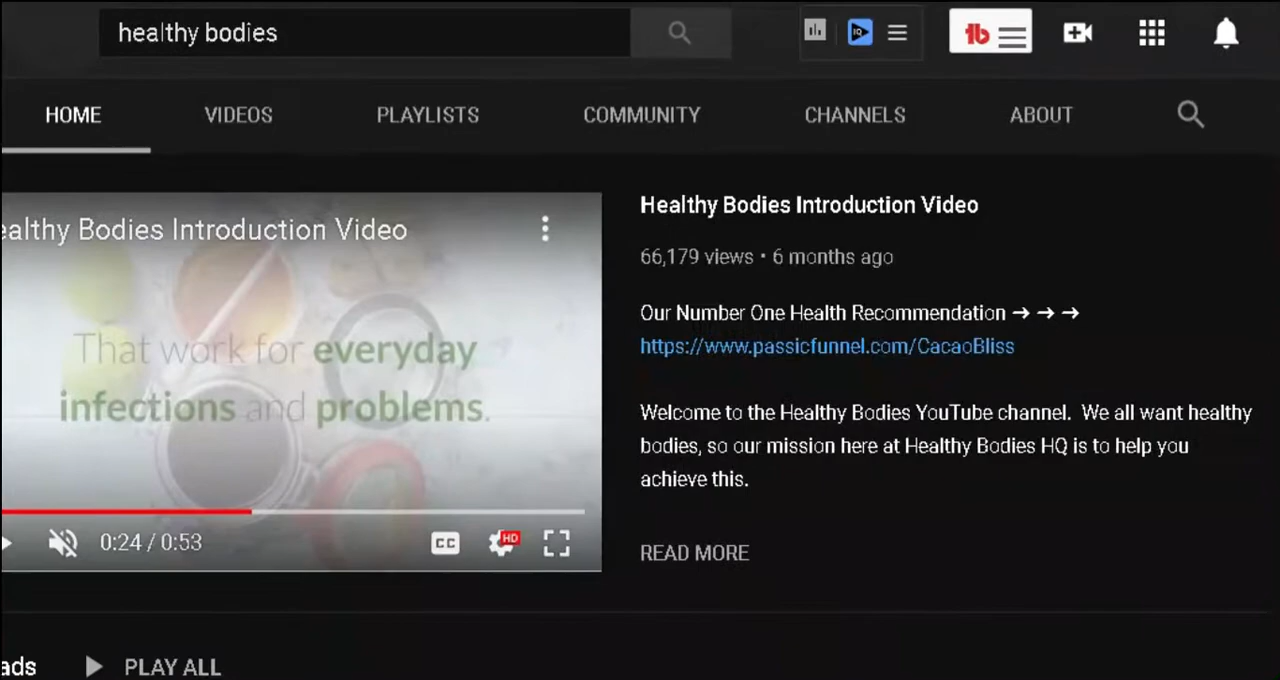 healthy bodies
HOME VIDEOS PLAYLISTS COMMUNITY CHANNELS ABOUT
ealthy Bodies Introduction Video
That work for everyday
infections and problems.
0:24 / 0:53
CC
HD
Healthy Bodies Introduction Video
66,179 views • 6 months ago
Our Number One Health Recommendation → → →
https://www.passicfunnel.com/CacaoBliss
Welcome to the Healthy Bodies YouTube channel. We all want healthy
bodies, so our mission here at Healthy Bodies HQ is to help you
achieve this.
READ MORE
ads PLAY ALL